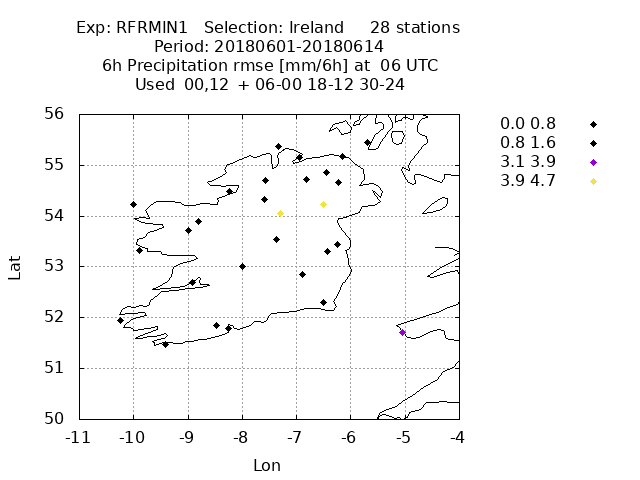 Exp: RFRMIN1   Selection: Ireland     28 stations
Period: 20180601-20180614
6h Precipitation rmse [mm/6h] at  06 UTC
Used  00,12  + 06-00 18-12 30-24
0.0 0.8
0.8 1.6
3.1 3.9
3.9 4.7
56
55
54
53
52
51
50
Lat
-11 -10 -9 -8 -7 -6 -5 -4
Lon